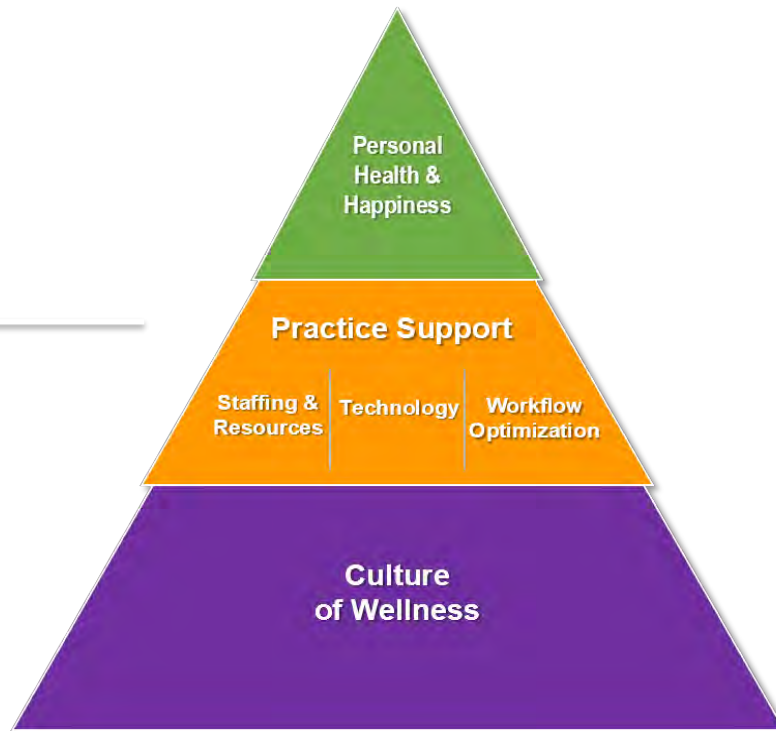 Personal
Health &
Happiness
Practice Support
Staffing &
Resources
Technology
Workflow
Optimization
Culture
of Wellness